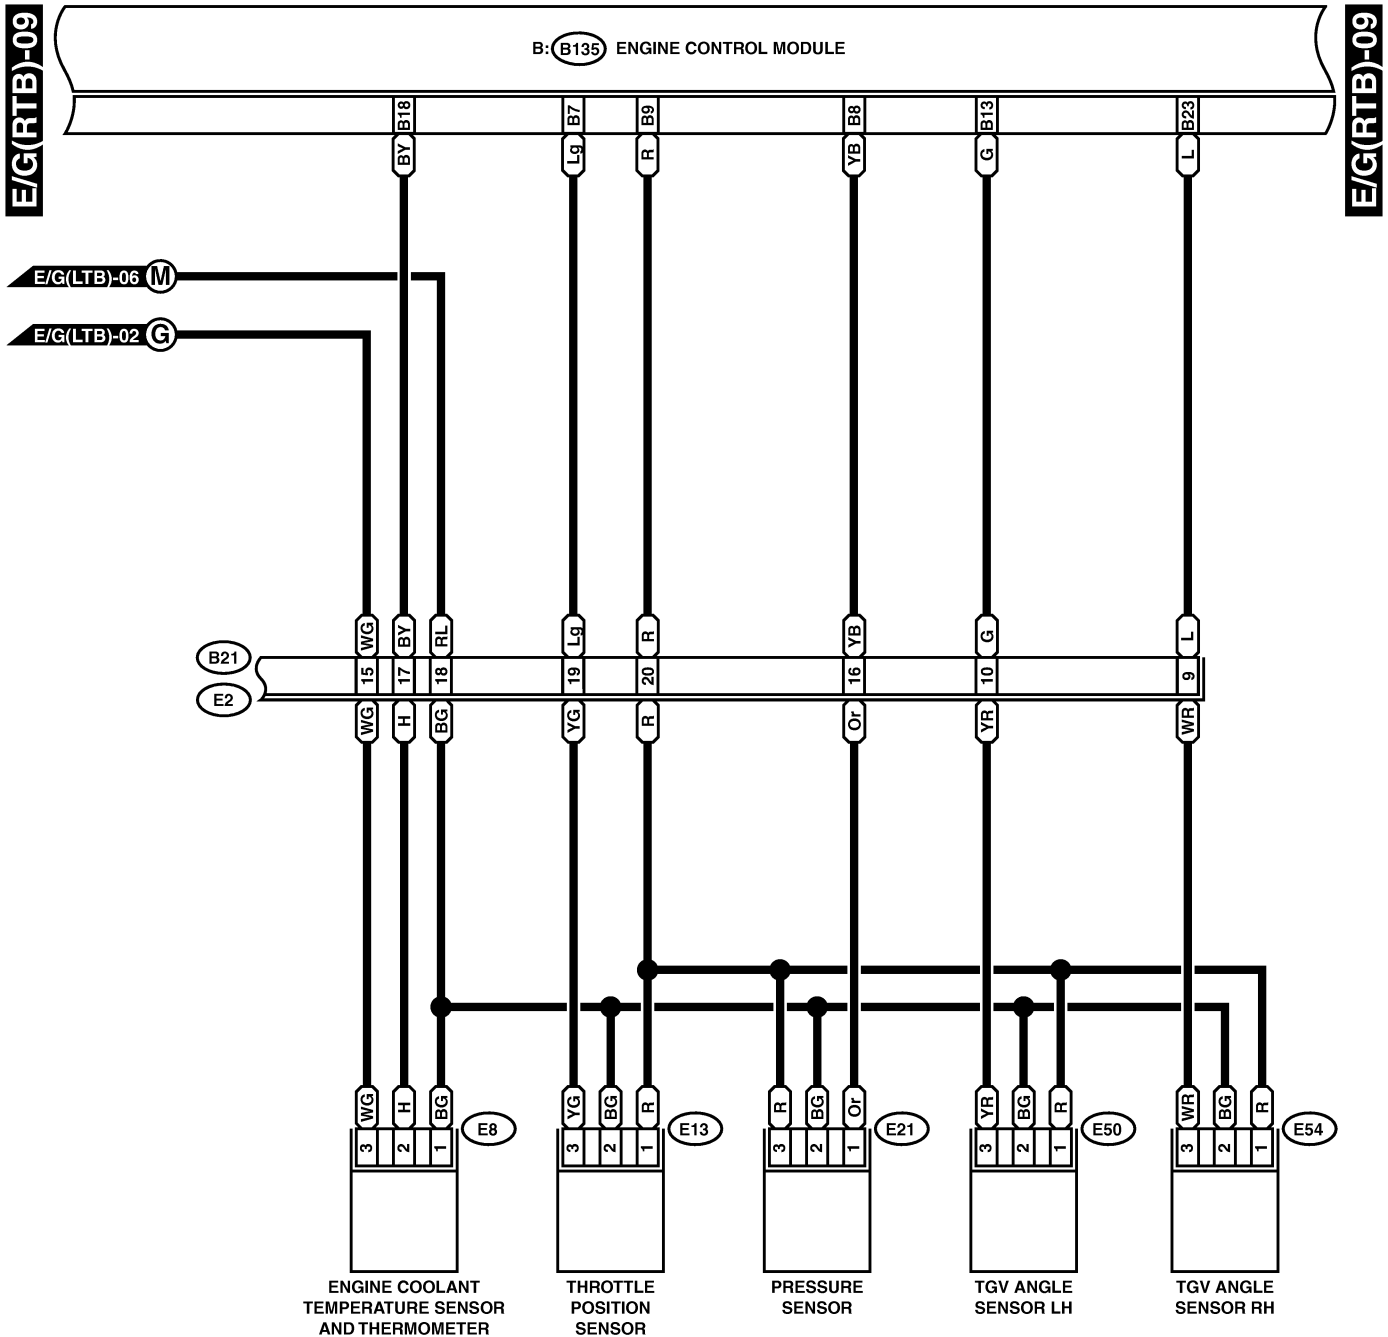 E/G(RTB)-09
E/G(RTB)-09
B: B135 ENGINE CONTROL MODULE
B18 B7 B9 B8 B13 B23
BY Lg R YB G L
E/G(LTB)-06 M
E/G(LTB)-02 G
WG BY RL Lg R YB G L
B21
15 17 18 19 20 16 10 9
E2
WG H BG YG R Or YR WR
WG H BG YG BG R R BG Or YR BG R WR BG R
E8 E13 E21 E50 E54
3 2 1 3 2 1 3 2 1 3 2 1 3 2 1
ENGINE COOLANT
TEMPERATURE SENSOR
AND THERMOMETER
THROTTLE
POSITION
SENSOR
PRESSURE
SENSOR
TGV ANGLE
SENSOR LH
TGV ANGLE
SENSOR RH